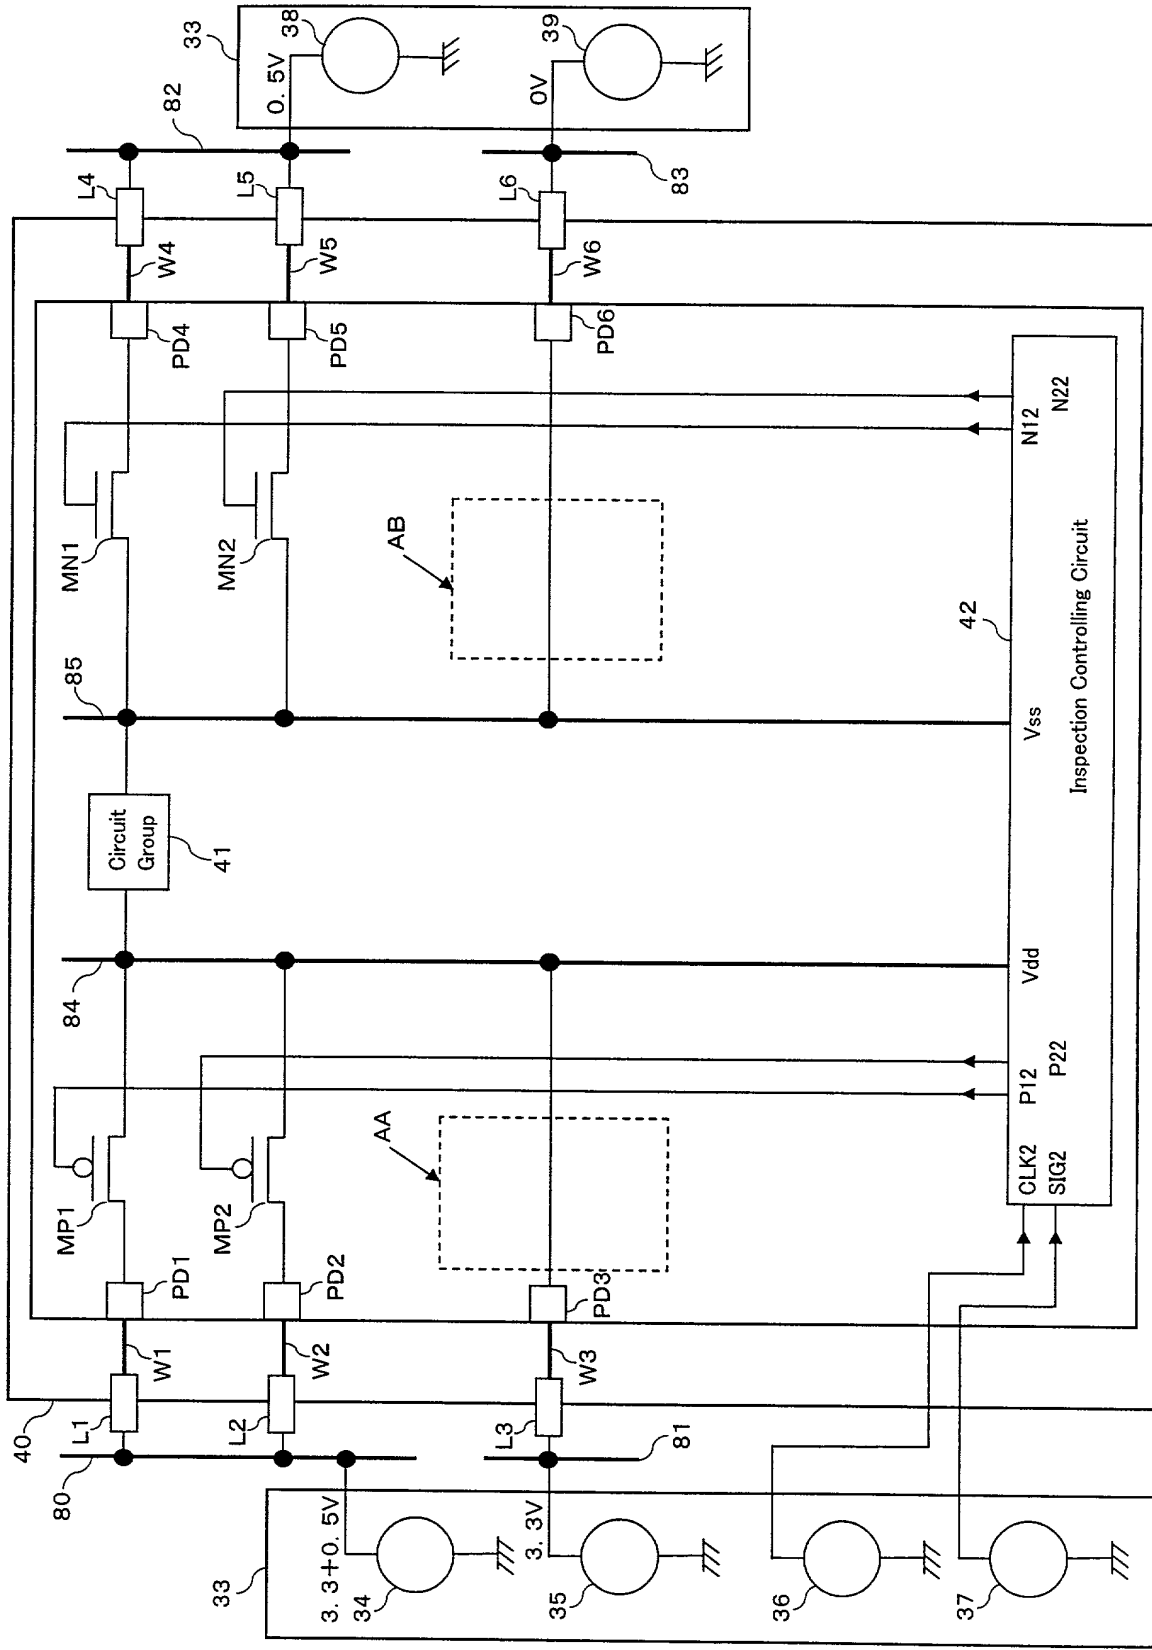 33
38
0. 5V
39
0V
82
83
L4
L5
L6
W4
W5
W6
PD4
PD5
PD6
MN1
MN2
AB
N12
N22
85
42
Vss
Inspection Controlling Circuit
Circuit
Group
41
84
Vdd
P12
P22
AA
CLK2
SIG2
MP1
MP2
PD1
PD2
PD3
W1
W2
W3
40
L1
L2
L3
80
81
33
3. 3+0. 5V
34
3. 3V
35
36
37